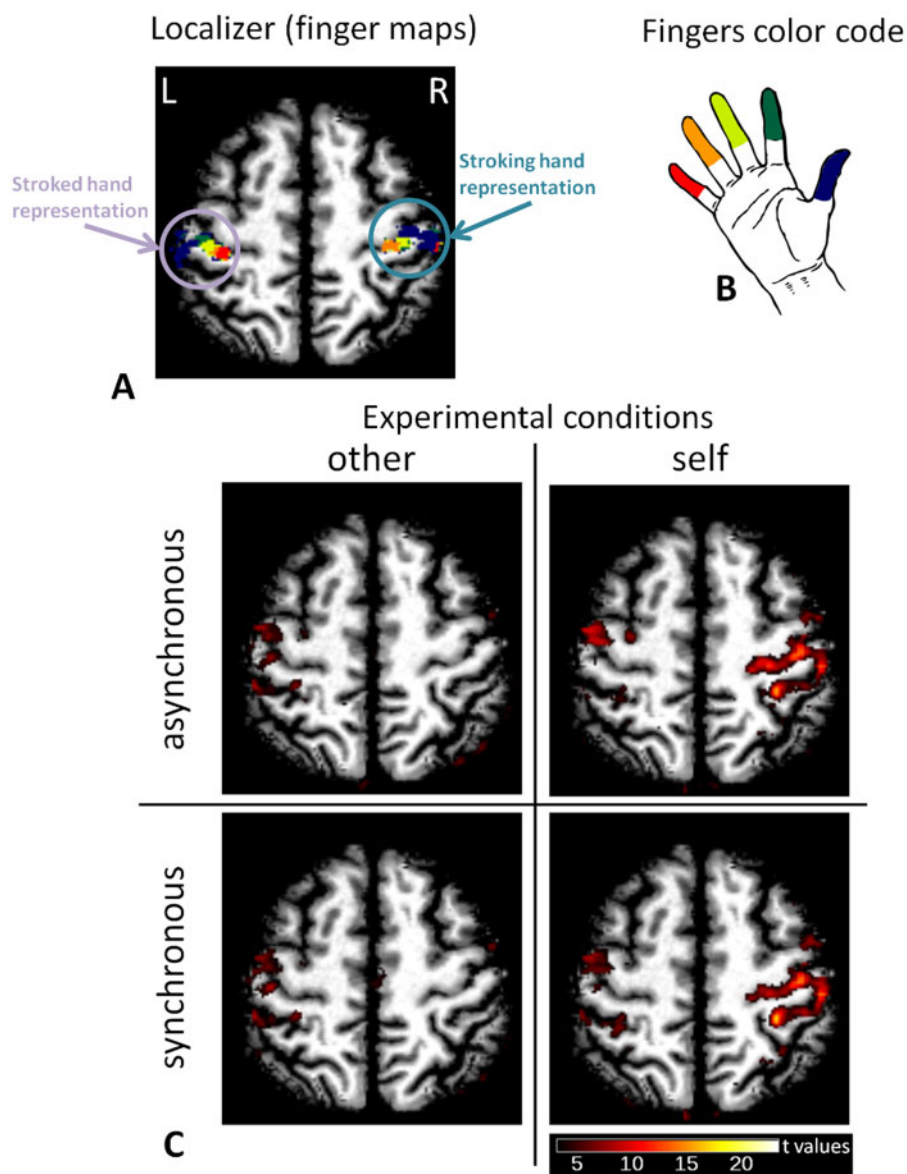 Localizer (finger maps)
Fingers color code
L
R
Stroked hand
representation
Stroking hand
representation
A
B
Experimental conditions
other
self
asynchronous
synchronous
C
t values
5 10 15 20